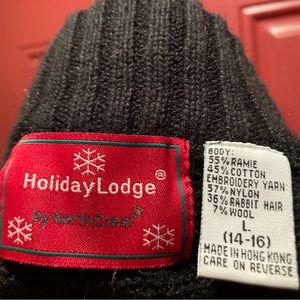 HolidayLodge®
by NorthCrest®
BODY:
55% RAMIE
45% COTTON
EMBROIDERY YARN:
57% NYLON
36% RABBIT HAIR
7% WOOL
L
(14-16)
MADE IN HONG KONG
CARE ON REVERSE